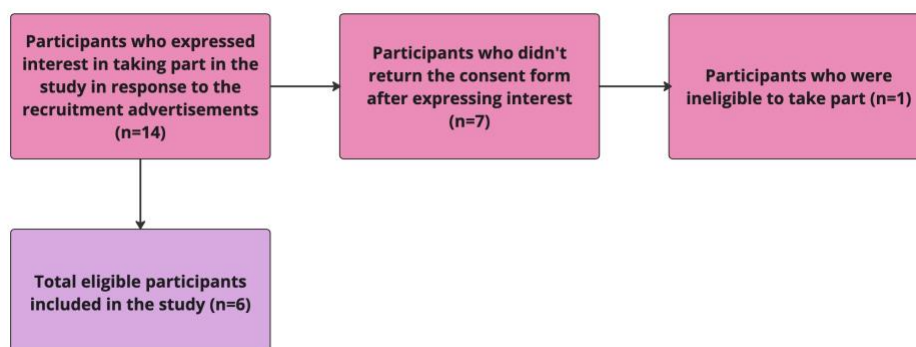 Participants who expressed
interest in taking part in the
study in response to the
recruitment advertisements
(n=14)
Participants who didn't
return the consent form
after expressing interest
(n=7)
Participants who were
ineligible to take part (n=1)
Total eligible participants
included in the study (n=6)